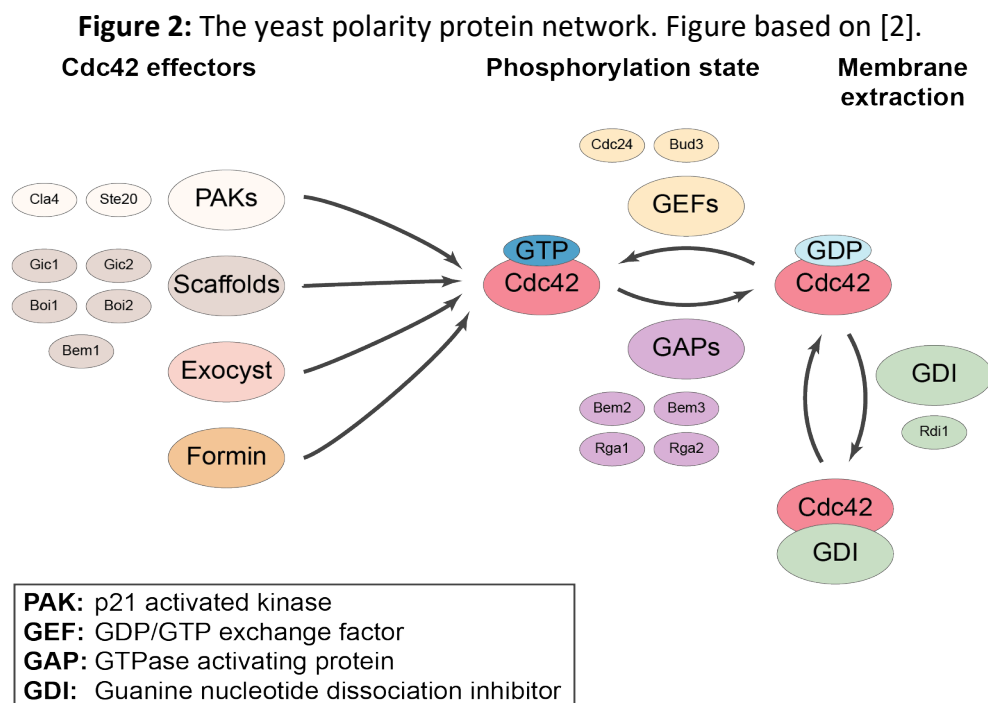 Figure 2: The yeast polarity protein network. Figure based on [2].
Cdc42 effectors
Phosphorylation state
Membrane
extraction
Cdc24
Bud3
Cla4
Ste20
PAKs
GEFs
GTP
Cdc42
GDP
Cdc42
Gic1
Gic2
Scaffolds
Boi1
Boi2
Bem1
Exocyst
GAPs
GDI
Bem2
Bem3
Rdi1
Rga1
Rga2
Formin
Cdc42
GDI
PAK: p21 activated kinase
GEF: GDP/GTP exchange factor
GAP: GTPase activating protein
GDI: Guanine nucleotide dissociation inhibitor